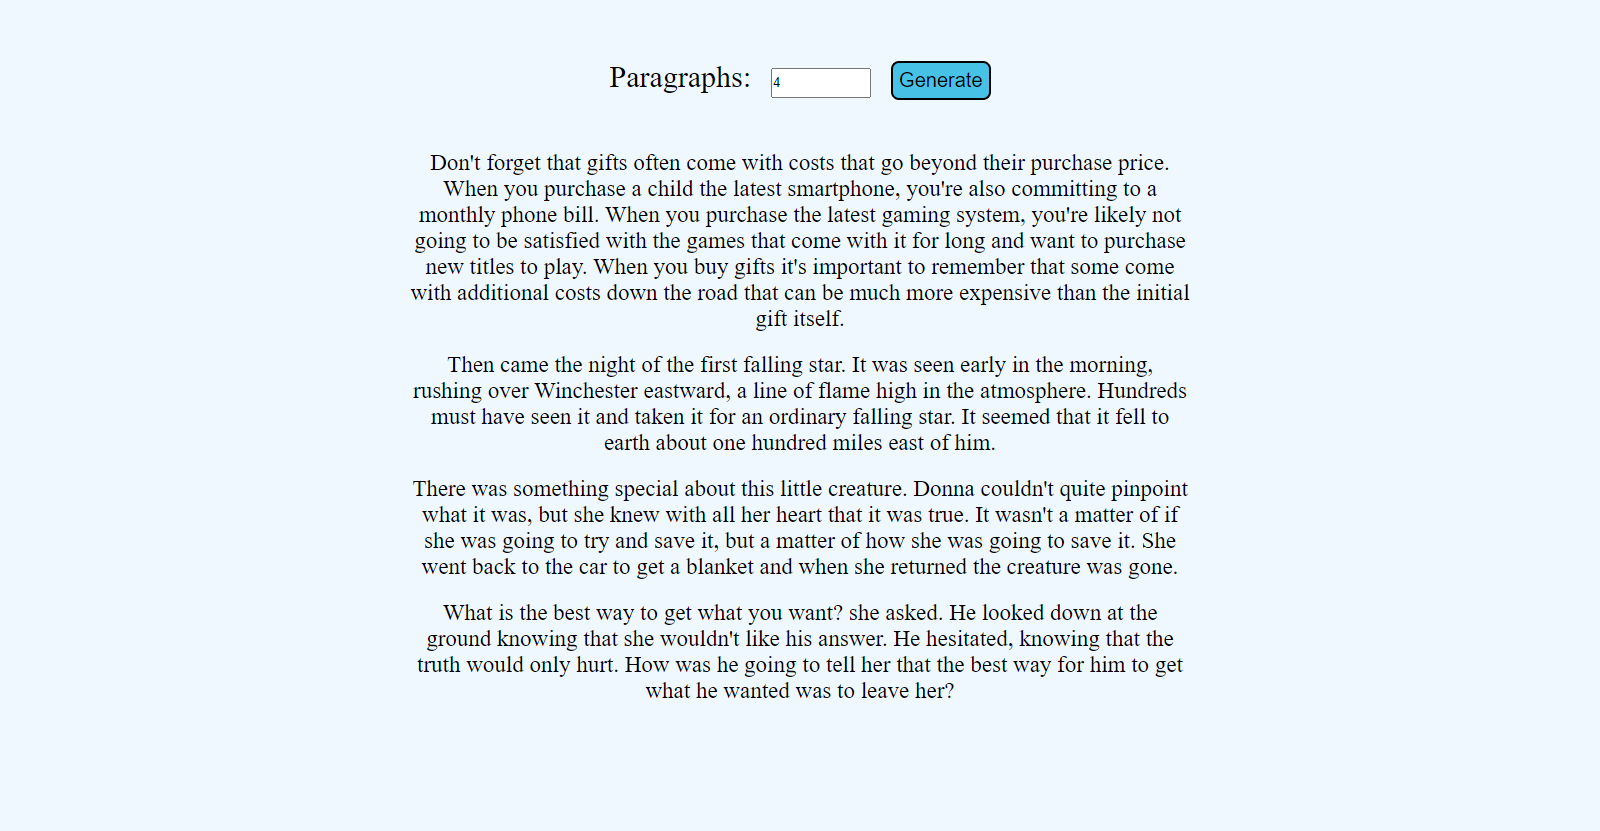 Paragraphs: 4 Generate
Don't forget that gifts often come with costs that go beyond their purchase price.
When you purchase a child the latest smartphone, you're also committing to a
monthly phone bill. When you purchase the latest gaming system, you're likely not
going to be satisfied with the games that come with it for long and want to purchase
new titles to play. When you buy gifts it's important to remember that some come
with additional costs down the road that can be much more expensive than the initial
gift itself.
Then came the night of the first falling star. It was seen early in the morning,
rushing over Winchester eastward, a line of flame high in the atmosphere. Hundreds
must have seen it and taken it for an ordinary falling star. It seemed that it fell to
earth about one hundred miles east of him.
There was something special about this little creature. Donna couldn't quite pinpoint
what it was, but she knew with all her heart that it was true. It wasn't a matter of if
she was going to try and save it, but a matter of how she was going to save it. She
went back to the car to get a blanket and when she returned the creature was gone.
What is the best way to get what you want? she asked. He looked down at the
ground knowing that she wouldn't like his answer. He hesitated, knowing that the
truth would only hurt. How was he going to tell her that the best way for him to get
what he wanted was to leave her?